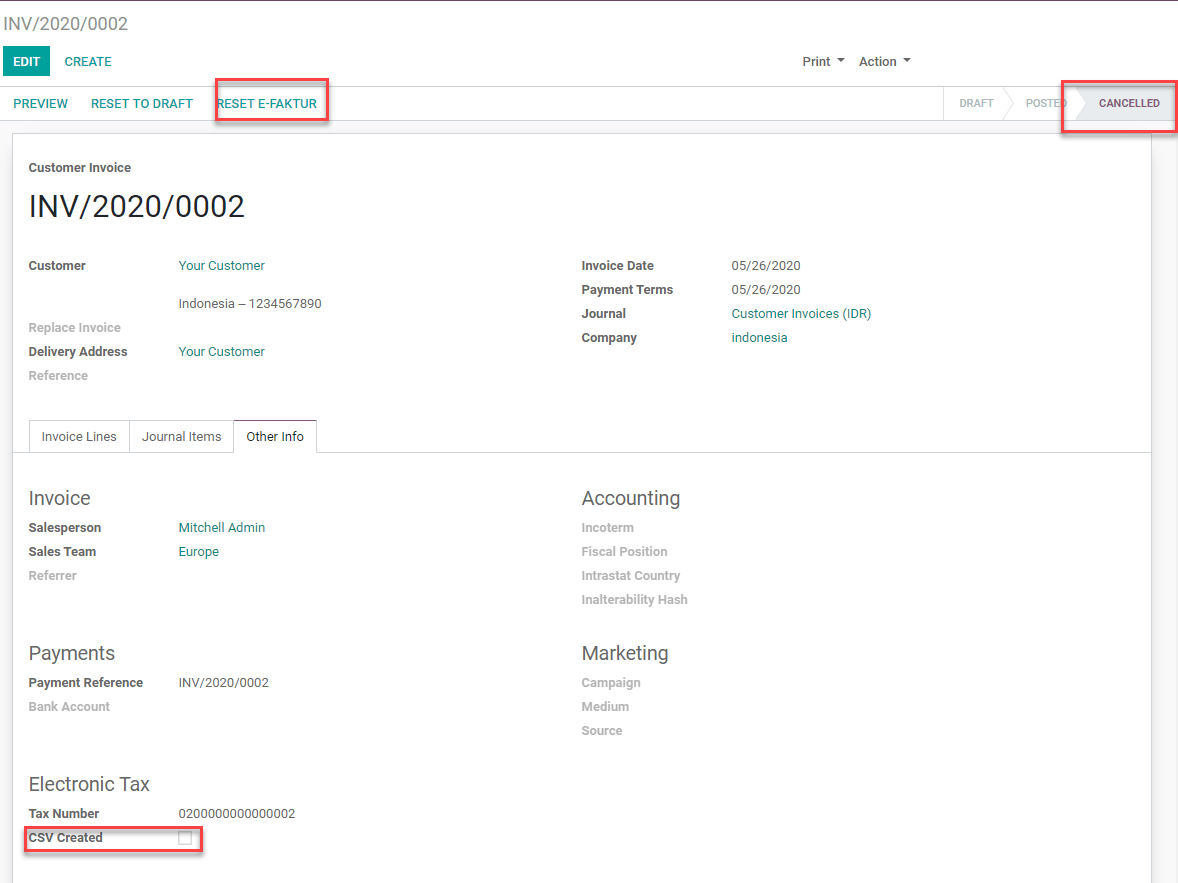 INV/2020/0002
EDIT CREATE Print Action
PREVIEW RESET TO DRAFT RESET E-FAKTUR DRAFT POSTED CANCELLED
Customer Invoice
INV/2020/0002
Customer Your Customer Invoice Date 05/26/2020
Payment Terms 05/26/2020
Indonesia – 1234567890
Journal Customer Invoices (IDR)
Replace Invoice
Company indonesia
Delivery Address Your Customer
Reference
Invoice Lines Journal Items Other Info
Invoice Accounting
Salesperson Mitchell Admin Incoterm
Sales Team Europe Fiscal Position
Referrer Intrastat Country
Inalterability Hash
Payments Marketing
Payment Reference INV/2020/0002 Campaign
Bank Account Medium
Source
Electronic Tax
Tax Number 0200000000000002
CSV Created